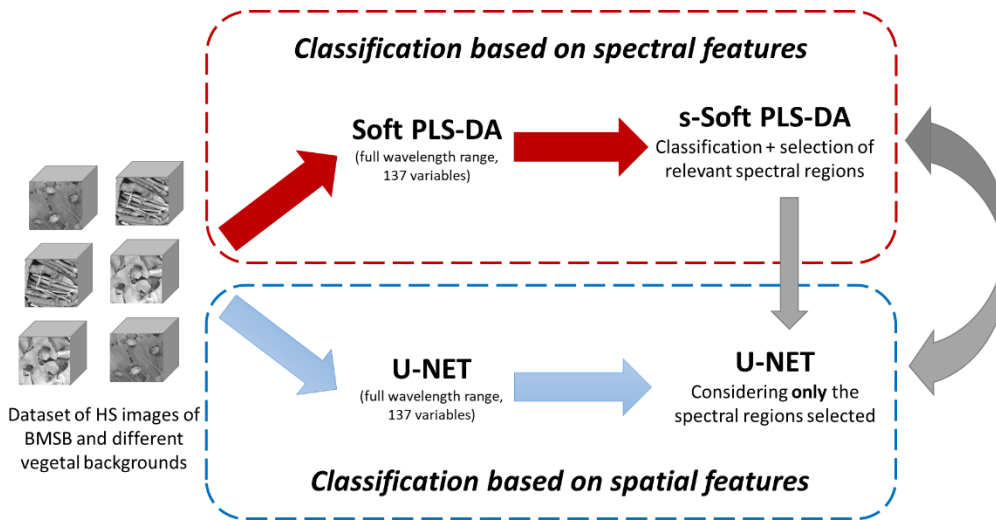 Classification based on spectral features
Soft PLS-DA
(full wavelength range,
137 variables)
s-Soft PLS-DA
Classification + selection of
relevant spectral regions
Dataset of HS images of
BMSB and different
vegetal backgrounds
U-NET
(full wavelength range,
137 variables)
U-NET
Considering only the
spectral regions selected
Classification based on spatial features